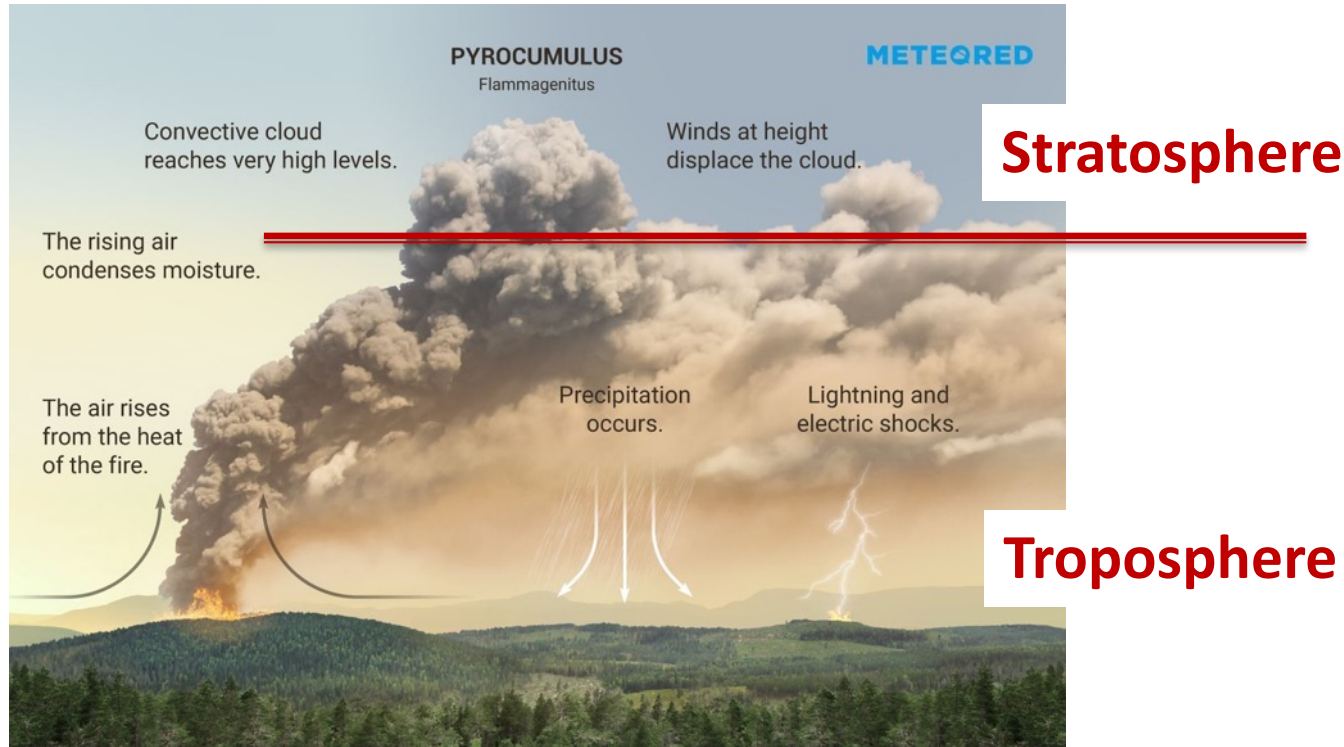 PYROCUMULUS
Flammagenitus
METEORED
Convective cloud
reaches very high levels.
Winds at height
displace the cloud.
Stratosphere
The rising air
condenses moisture.
The air rises
from the heat
of the fire.
Precipitation
occurs.
Lightning and
electric shocks.
Troposphere